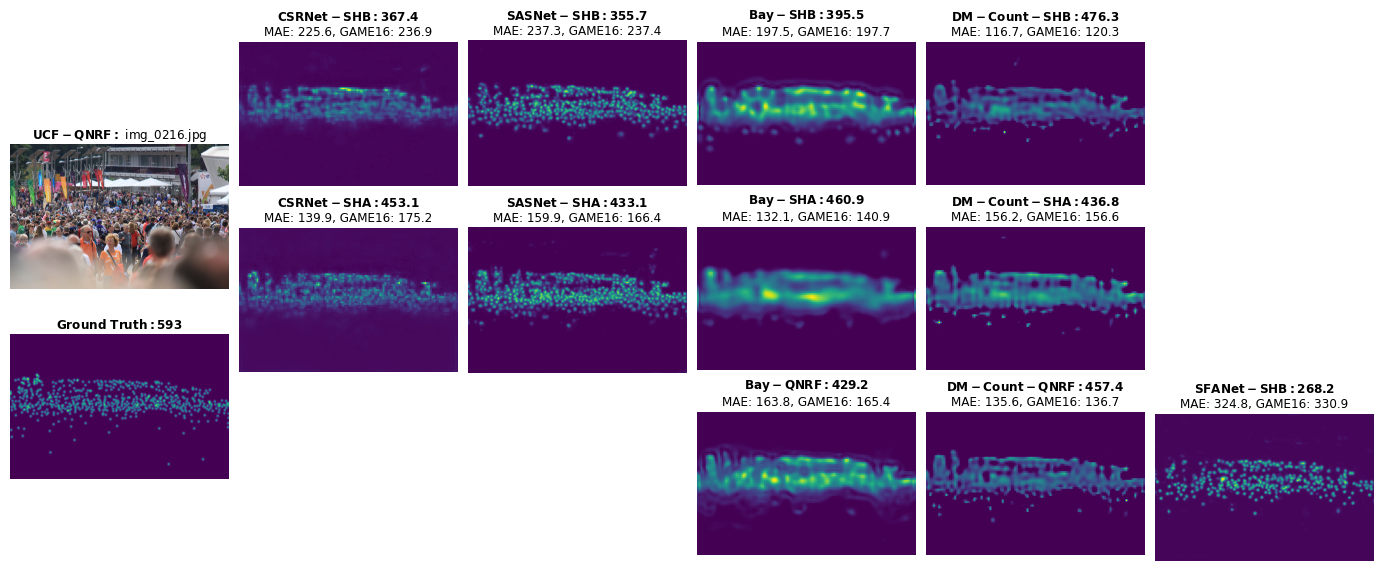 CSRNet − SHB : 367.4
MAE: 225.6, GAME16: 236.9
SASNet − SHB : 355.7
MAE: 237.3, GAME16: 237.4
Bay − SHB : 395.5
MAE: 197.5, GAME16: 197.7
DM − Count − SHB : 476.3
MAE: 116.7, GAME16: 120.3
UCF − QNRF : img_0216.jpg
CSRNet − SHA : 453.1
MAE: 139.9, GAME16: 175.2
SASNet − SHA : 433.1
MAE: 159.9, GAME16: 166.4
Bay − SHA : 460.9
MAE: 132.1, GAME16: 140.9
DM − Count − SHA : 436.8
MAE: 156.2, GAME16: 156.6
Ground Truth : 593
Bay − QNRF : 429.2
MAE: 163.8, GAME16: 165.4
DM − Count − QNRF : 457.4
MAE: 135.6, GAME16: 136.7
SFANet − SHB : 268.2
MAE: 324.8, GAME16: 330.9